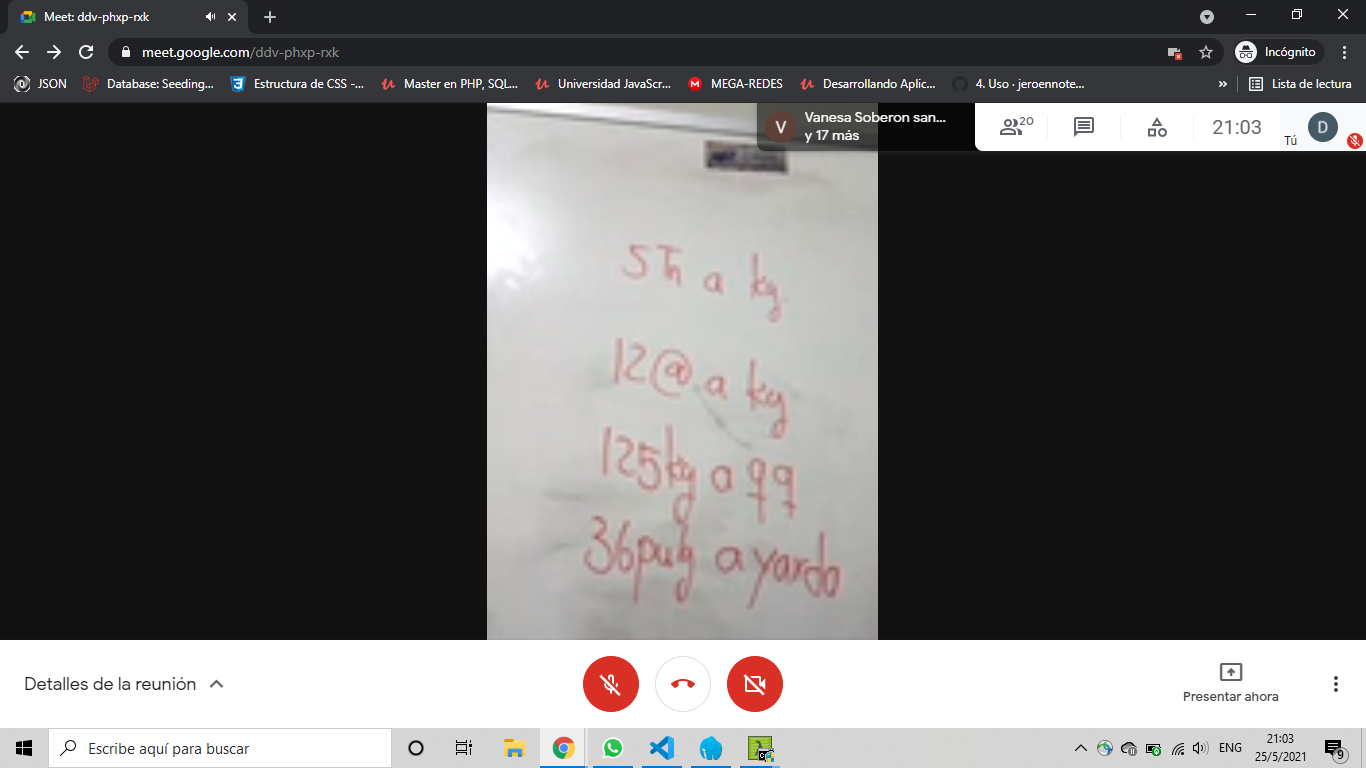 Meet: ddv-phxp-rxk
meet.google.com/ddv-phxp-rxk
Incógnito
JSON
Database: Seeding...
Estructura de CSS -...
Master en PHP, SQL...
Universidad JavaScr...
MEGA-REDES
Desarrollando Aplic...
4. Uso · jeroennote...
»
Lista de lectura
V
Vanesa Soberon san...
y 17 más
20
21:03
Tú
D
5 Tn a kg
12@ a kg
125kg a qq
36pulg a yarda
Detalles de la reunión
Presentar ahora
Escribe aquí para buscar
ENG
21:03
25/5/2021
9